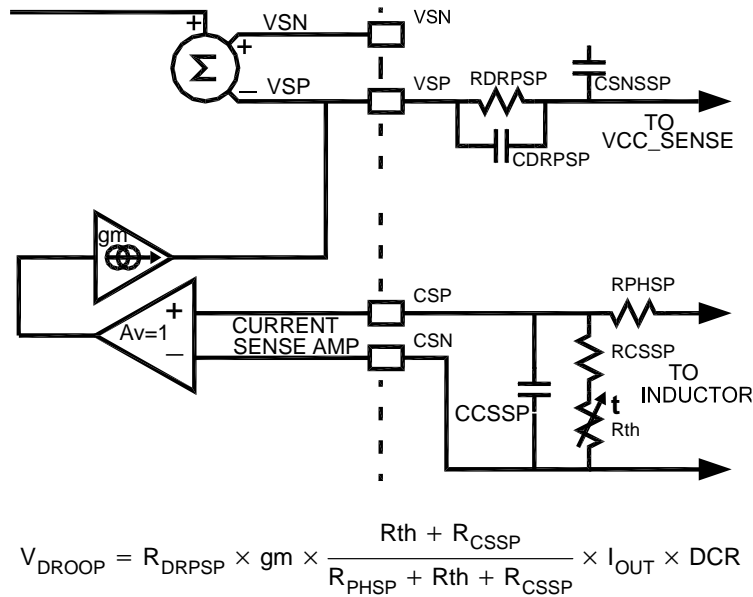 +
VSN
VSN
+
Σ
−
VSP
VSP
RDRPSP
CSNSSP
TO
VCC_SENSE
CDRPSP
gm
CSP
RPHSP
+
Av=1
−
CURRENT
SENSE AMP
CSN
RCSSP
TO
INDUCTOR
CCSSP
t
Rth
V_DROOP = R_DRPSP × gm × (Rth + R_CSSP) / (R_PHSP + Rth + R_CSSP) × I_OUT × DCR